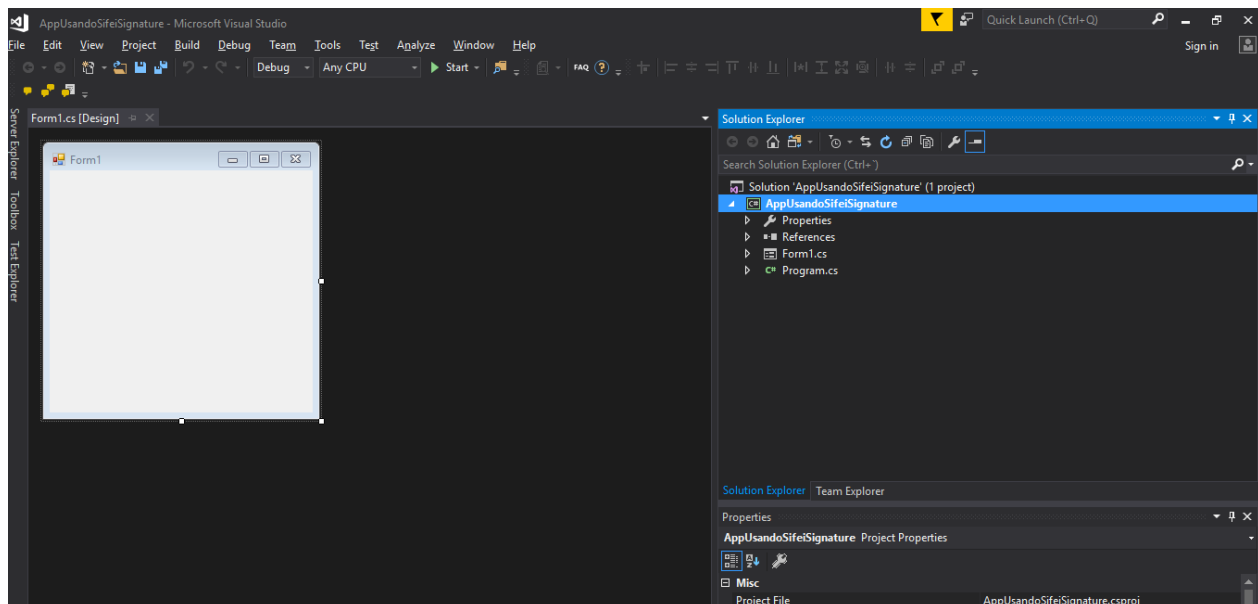 AppUsandoSifeiSignature - Microsoft Visual Studio
Quick Launch (Ctrl+Q)
File Edit View Project Build Debug Team Tools Test Analyze Window Help
Sign in
Debug Any CPU Start FAQ
Server Explorer
Toolbox
Test Explorer
Form1.cs [Design]
Form1
Solution Explorer
Search Solution Explorer (Ctrl+¨)
Solution 'AppUsandoSifeiSignature' (1 project)
C# AppUsandoSifeiSignature
Properties
References
Form1.cs
C# Program.cs
Solution Explorer Team Explorer
Properties
AppUsandoSifeiSignature Project Properties
Misc
Project File AppUsandoSifeiSignature.csproj